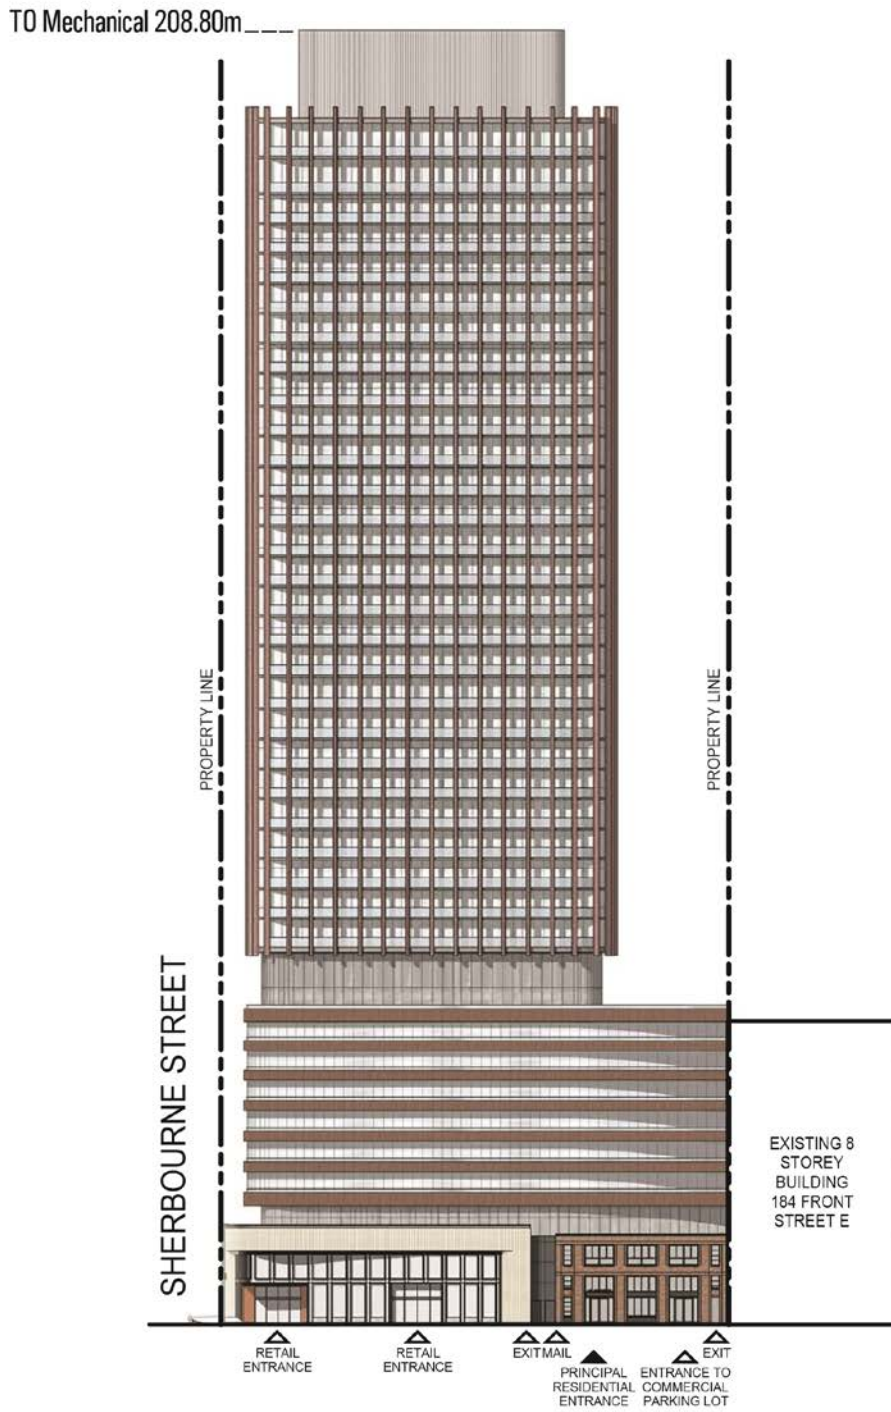 TO Mechanical 208.80m
PROPERTY LINE
PROPERTY LINE
SHERBOURNE STREET
EXISTING 8
STOREY
BUILDING
184 FRONT
STREET E
RETAIL
ENTRANCE
RETAIL
ENTRANCE
EXIT
MAIL
PRINCIPAL
RESIDENTIAL
ENTRANCE
ENTRANCE TO
COMMERCIAL
PARKING LOT
EXIT